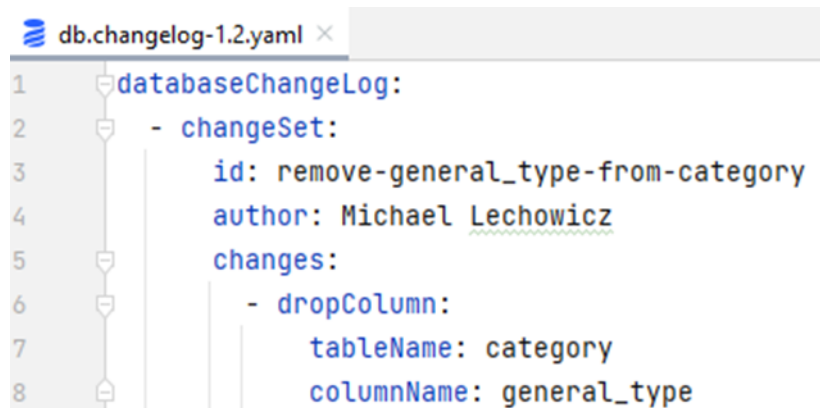 db.changelog-1.2.yaml ×
1 databaseChangeLog:
2 - changeSet:
3 id: remove-general_type-from-category
4 author: Michael Lechowicz
5 changes:
6 - dropColumn:
7 tableName: category
8 columnName: general_type